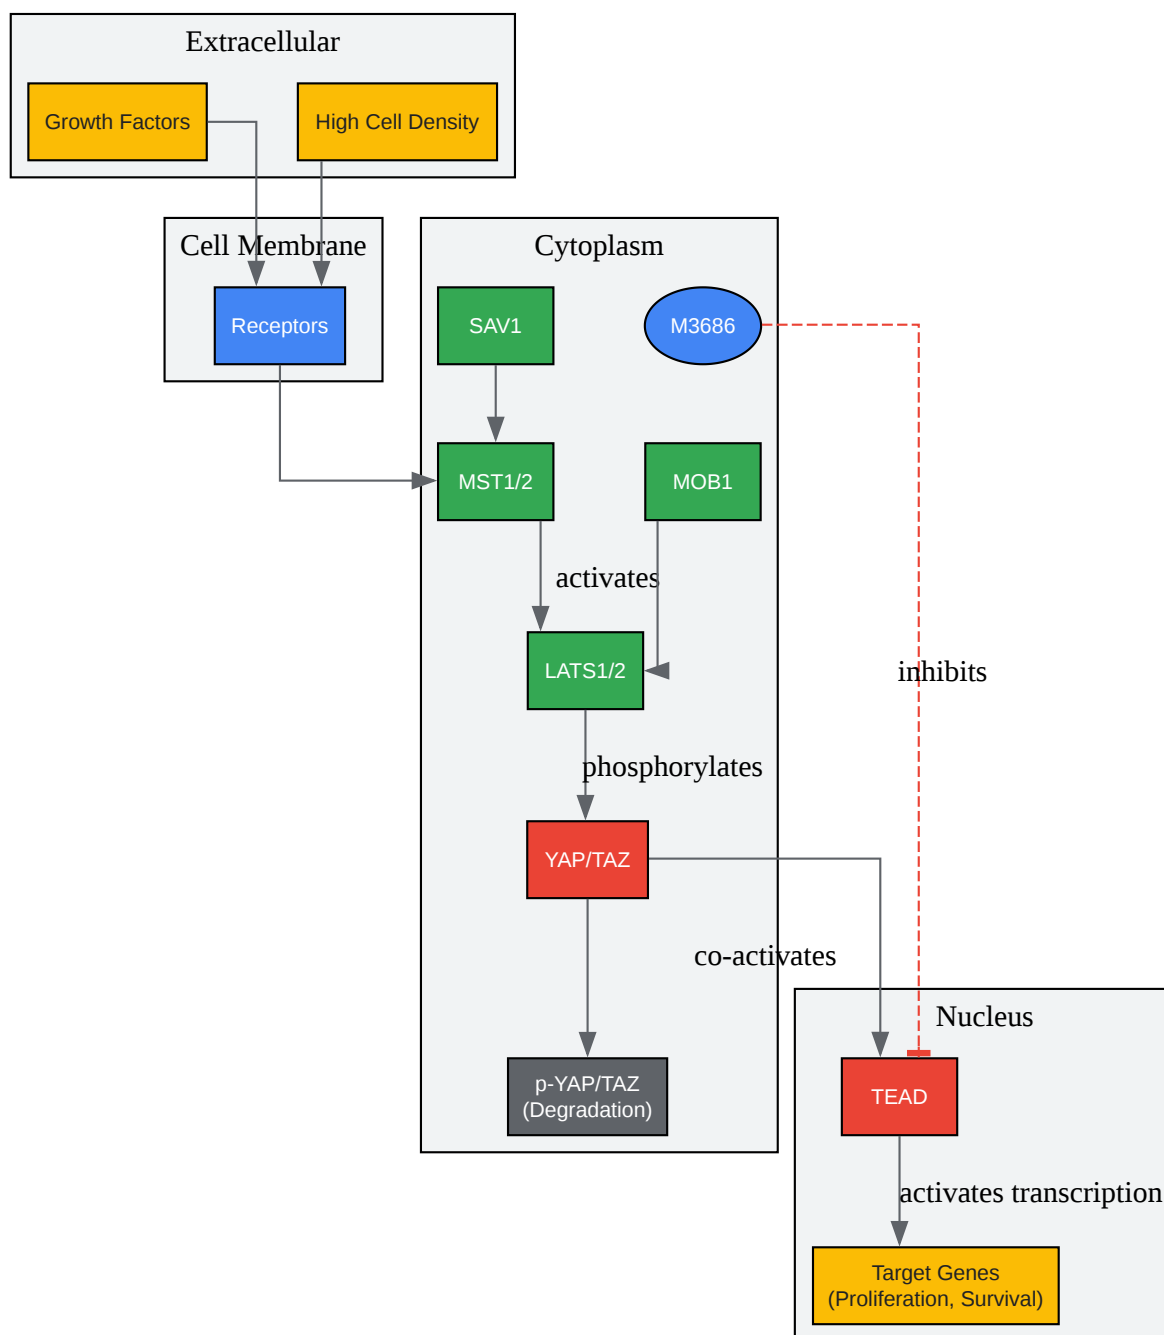 Extracellular
Growth Factors
High Cell Density
Cell Membrane
Receptors
Cytoplasm
SAV1
M3686
MST1/2
MOB1
activates
LATS1/2
inhibits
phosphorylates
YAP/TAZ
co-activates
Nucleus
p-YAP/TAZ
(Degradation)
TEAD
activates transcription
Target Genes
(Proliferation, Survival)